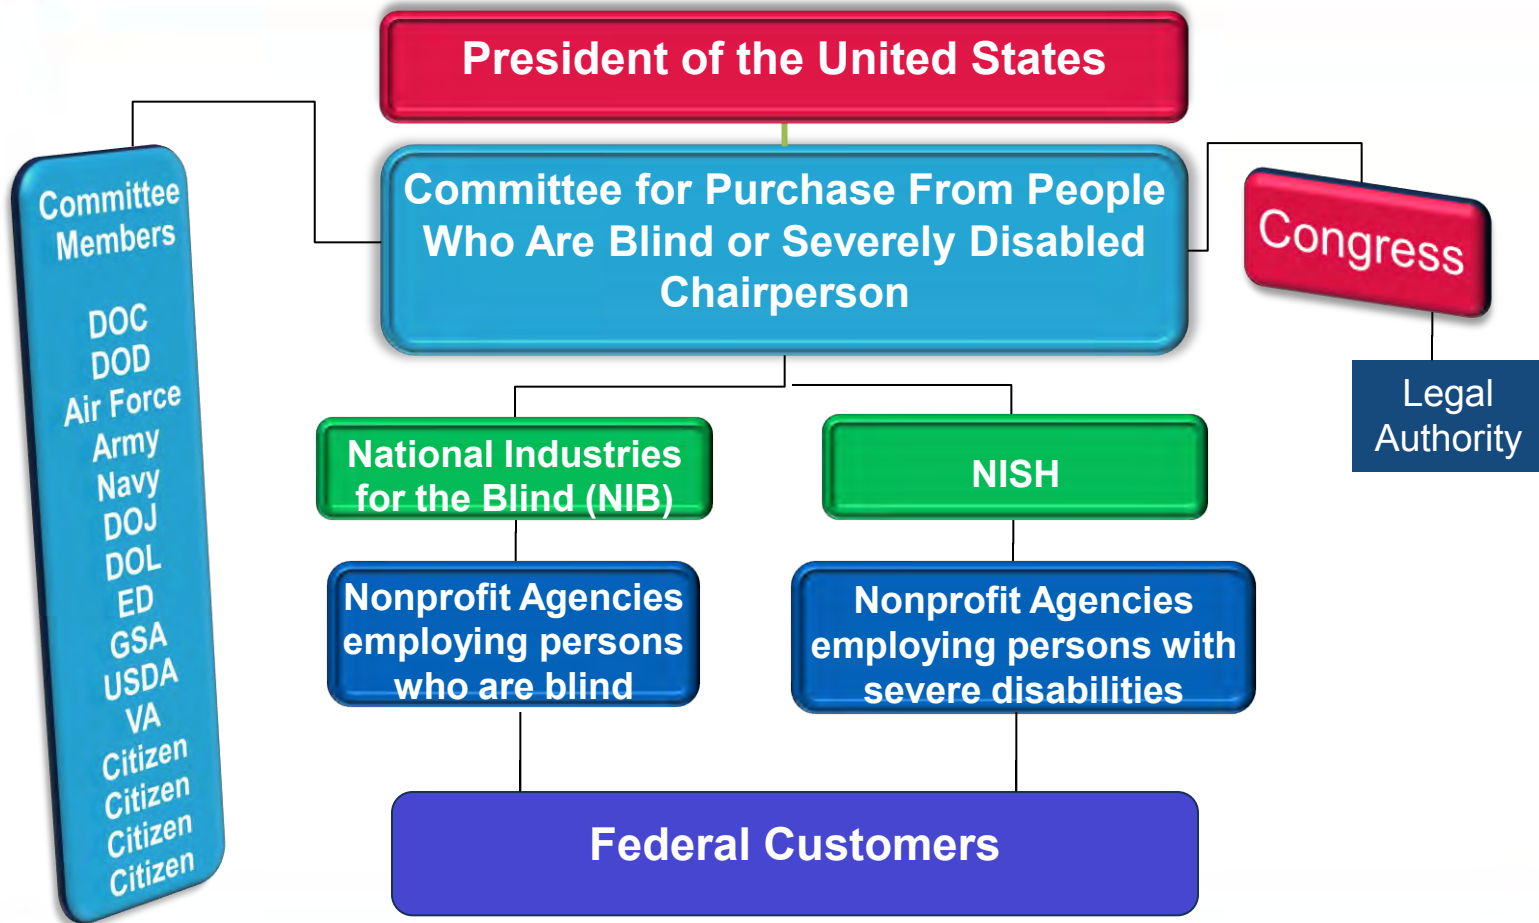 President of the United States
Committee for Purchase From People
Who Are Blind or Severely Disabled
Chairperson
Committee
Members
DOC
DOD
Air Force
Army
Navy
DOJ
DOL
ED
GSA
USDA
VA
Citizen
Citizen
Citizen
Citizen
Congress
Legal
Authority
National Industries
for the Blind (NIB)
NISH
Nonprofit Agencies
employing persons
who are blind
Nonprofit Agencies
employing persons with
severe disabilities
Federal Customers